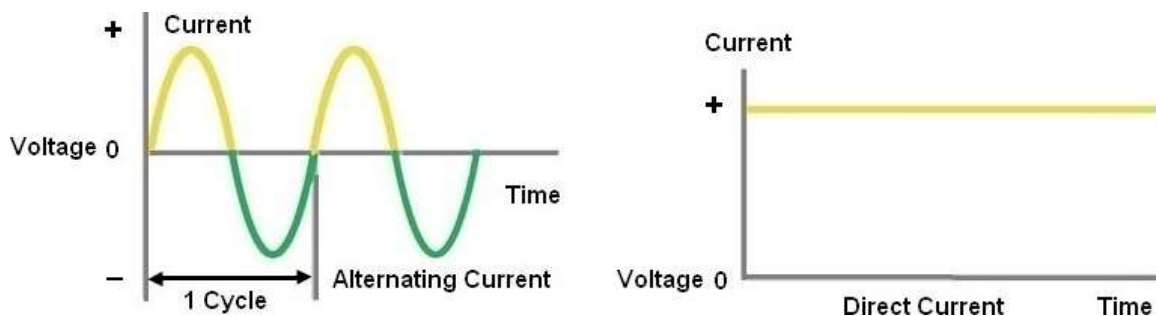 +
Current
Voltage 0
Time
–
Alternating Current
1 Cycle
Current
+
Voltage 0
Direct Current
Time